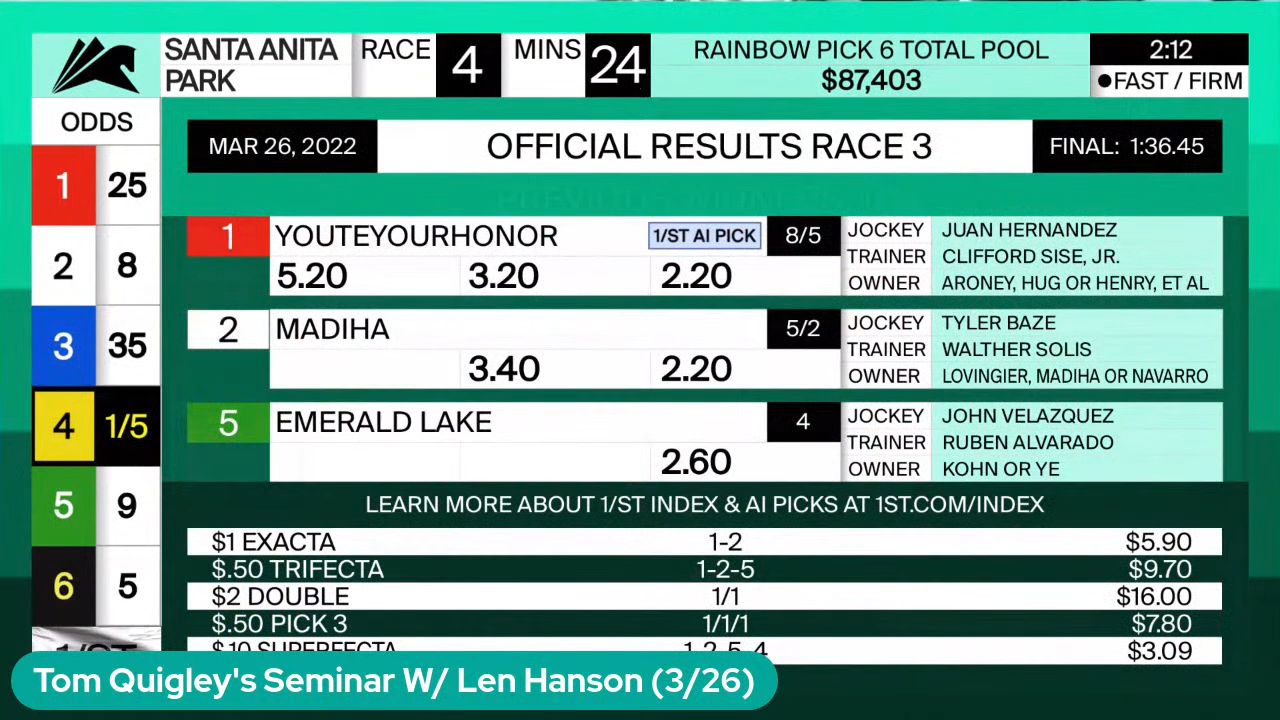 SANTA ANITA PARK
RACE 4
MINS 24
RAINBOW PICK 6 TOTAL POOL
$87,403
2:12
●FAST / FIRM
ODDS
1 25
2 8
3 35
4 1/5
5 9
6 5
1/ST
MAR 26, 2022
OFFICIAL RESULTS RACE 3
FINAL: 1:36.45
1 YOUTEYOURHONOR 1/ST AI PICK 8/5
5.20 3.20 2.20
JOCKEY JUAN HERNANDEZ
TRAINER CLIFFORD SISE, JR.
OWNER ARONEY, HUG OR HENRY, ET AL
2 MADIHA 5/2
3.40 2.20
JOCKEY TYLER BAZE
TRAINER WALTHER SOLIS
OWNER LOVINGIER, MADIHA OR NAVARRO
5 EMERALD LAKE 4
2.60
JOCKEY JOHN VELAZQUEZ
TRAINER RUBEN ALVARADO
OWNER KOHN OR YE
LEARN MORE ABOUT 1/ST INDEX & AI PICKS AT 1ST.COM/INDEX
$1 EXACTA 1-2 $5.90
$.50 TRIFECTA 1-2-5 $9.70
$2 DOUBLE 1/1 $16.00
$.50 PICK 3 1/1/1 $7.80
$.10 SUPERFECTA 1-2-5-4 $3.09
Tom Quigley's Seminar W/ Len Hanson (3/26)